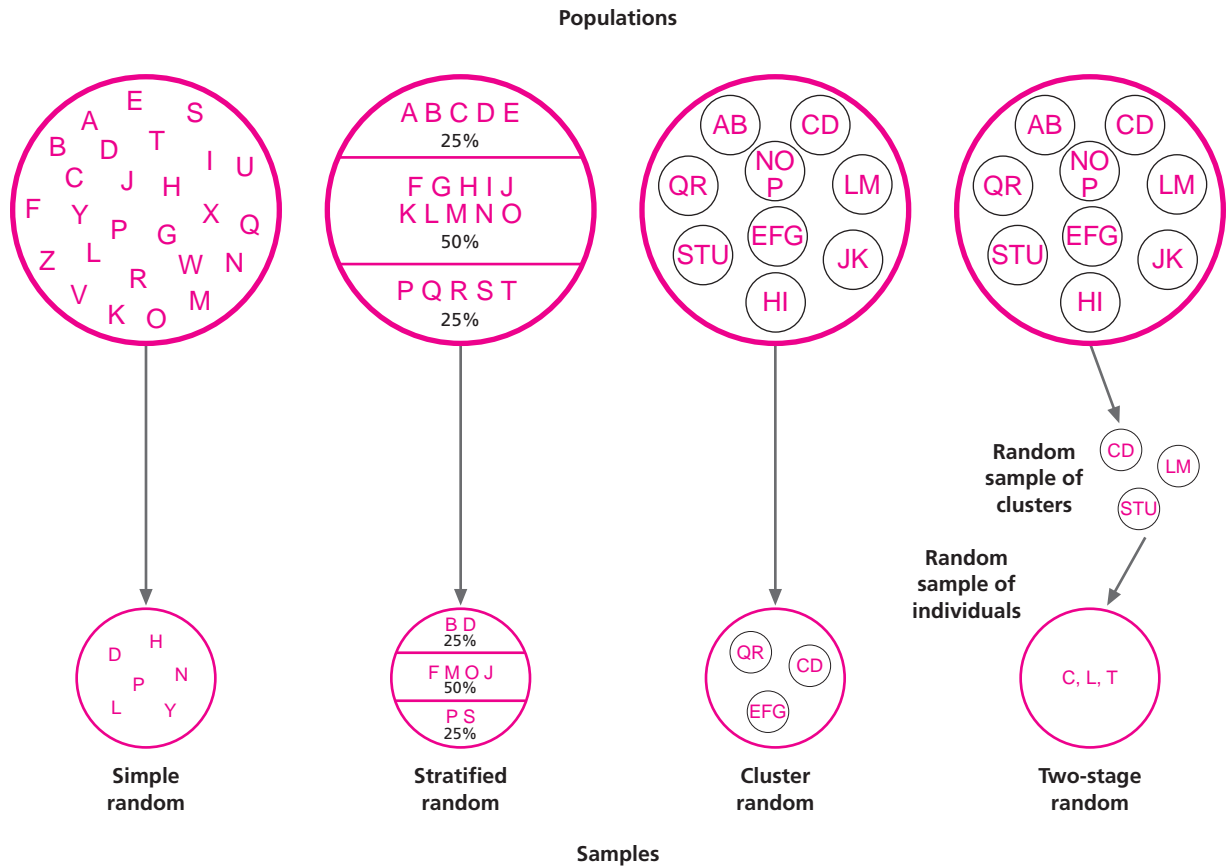 Populations
E
S
A
T
B
D
I
U
C
J
H
F
Y
X
P
G
Q
L
Z
W
N
R
V
M
K
O
A B C D E
25%
F G H I J
K L M N O
50%
P Q R S T
25%
AB
CD
NO
P
QR
LM
EFG
STU
JK
HI
AB
CD
NO
P
QR
LM
EFG
STU
JK
HI
Random
sample of
clusters
CD
LM
STU
Random
sample of
individuals
D
H
P
N
L
Y
B D
25%
F M O J
50%
P S
25%
QR
CD
EFG
C, L, T
Simple
random
Stratified
random
Cluster
random
Two-stage
random
Samples